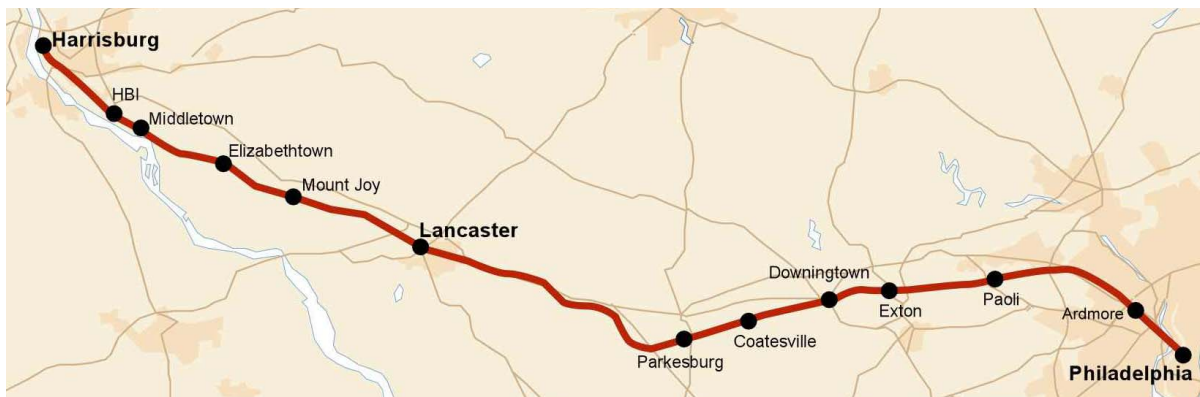 Harrisburg
HBI
Middletown
Elizabethtown
Mount Joy
Lancaster
Parkesburg
Coatesville
Downingtown
Exton
Paoli
Ardmore
Philadelphia